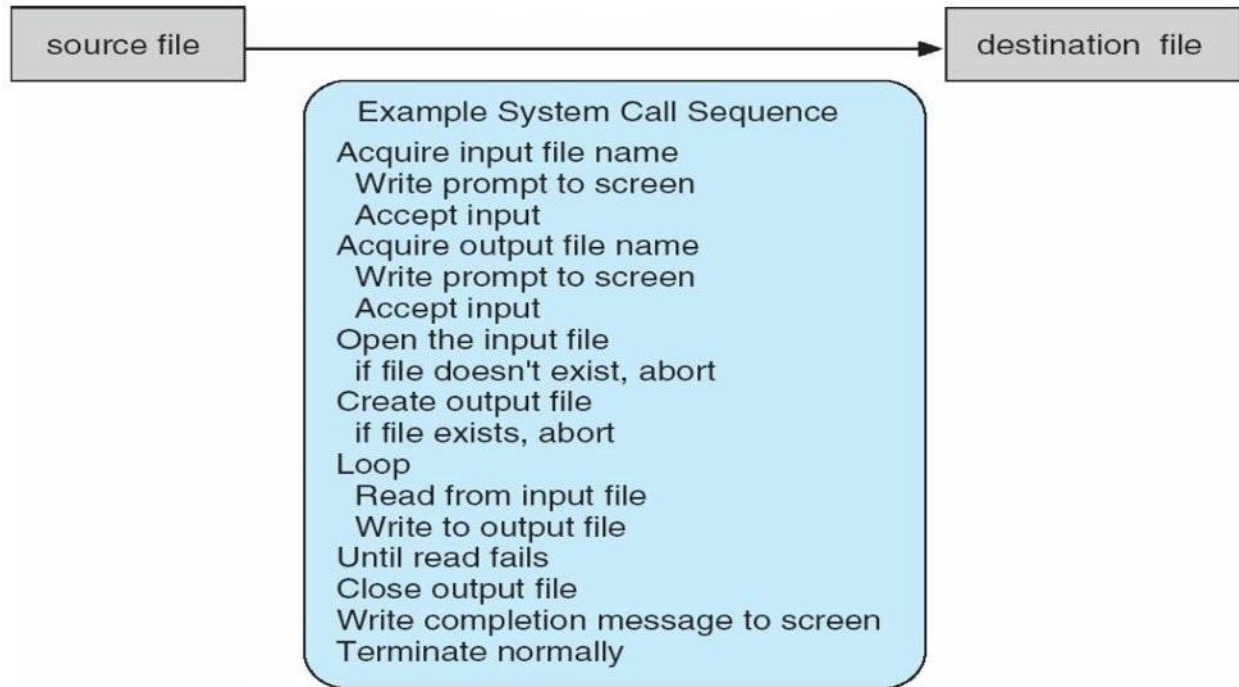 source file
destination file
Example System Call Sequence
Acquire input file name
Write prompt to screen
Accept input
Acquire output file name
Write prompt to screen
Accept input
Open the input file
if file doesn't exist, abort
Create output file
if file exists, abort
Loop
Read from input file
Write to output file
Until read fails
Close output file
Write completion message to screen
Terminate normally